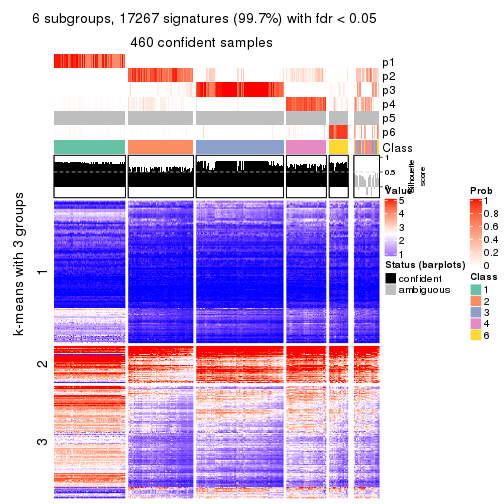 6 subgroups, 17267 signatures (99.7%) with fdr < 0.05
460 confident samples
p1
p2
p3
p4
p5
p6
Class
1
0.5
0
Silhouette
score
k-means with 3 groups
1
2
3
Value
5
4
3
2
1
Status (barplots)
confident
ambiguous
Prob
1
0.8
0.6
0.4
0.2
0
Class
1
2
3
4
6